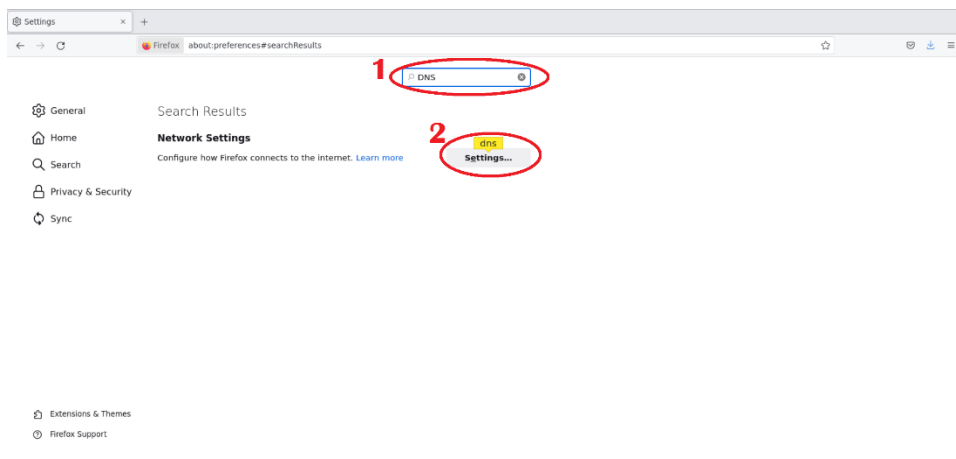 Settings × +
Firefox about:preferences#searchResults
1 DNS
General Search Results
Home Network Settings 2 dns
Configure how Firefox connects to the internet. Learn more Settings...
Search
Privacy & Security
Sync
Extensions & Themes
Firefox Support